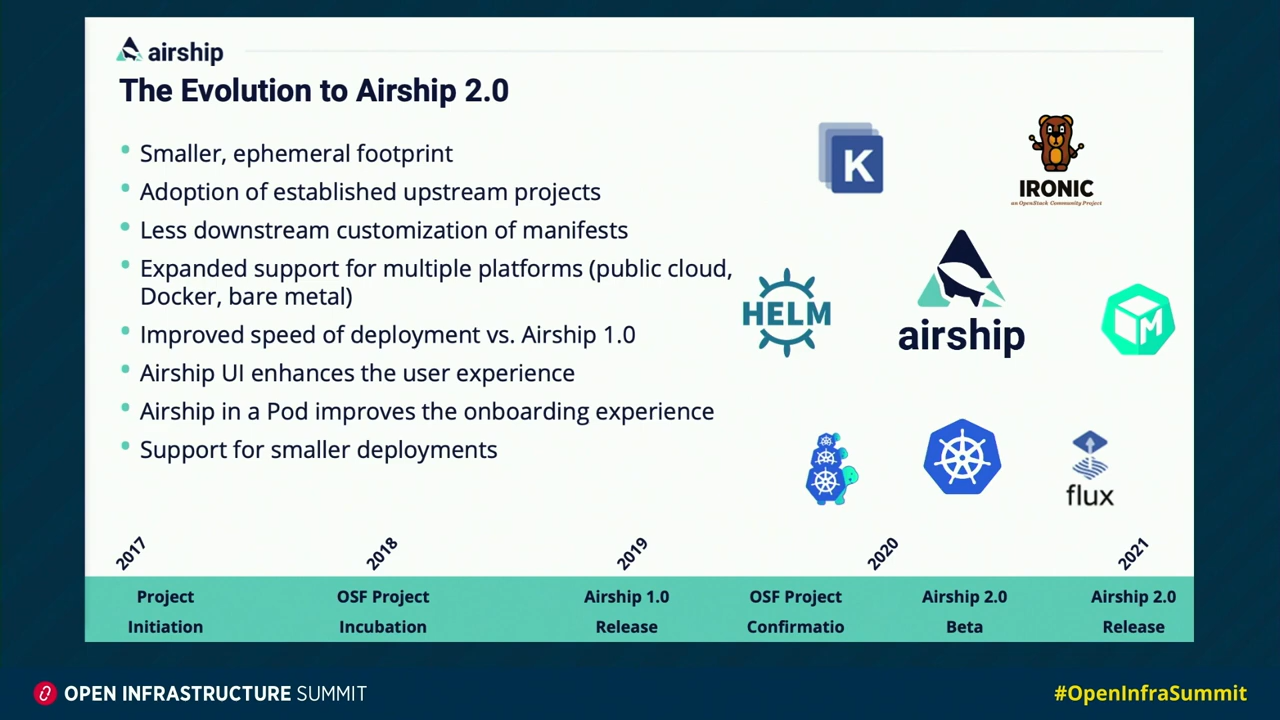 airship
The Evolution to Airship 2.0
Smaller, ephemeral footprint
Adoption of established upstream projects
Less downstream customization of manifests
Expanded support for multiple platforms (public cloud,
Docker, bare metal)
Improved speed of deployment vs. Airship 1.0
Airship UI enhances the user experience
Airship in a Pod improves the onboarding experience
Support for smaller deployments
K
IRONIC
an OpenStack Community Project
HELM
airship
M
flux
2017
2018
2019
2020
2021
Project
Initiation
OSF Project
Incubation
Airship 1.0
Release
OSF Project
Confirmatio
Airship 2.0
Beta
Airship 2.0
Release
OPEN INFRASTRUCTURE SUMMIT
#OpenInfraSummit